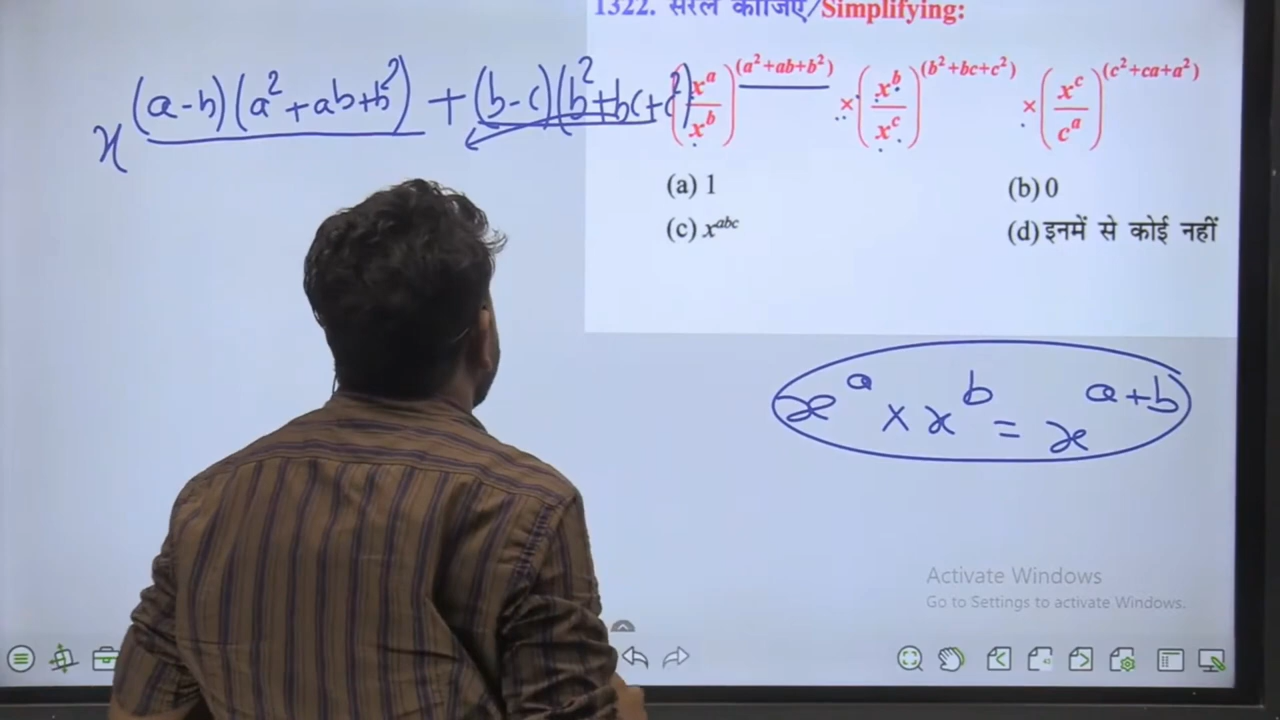 1322. सरल कीजिए/Simplifying:
x^(a-b)(a²+ab+b²) + (b-c)(b²+bc+c²)
(x^a/x^b)^(a²+ab+b²) × (x^b/x^c)^(b²+bc+c²) × (x^c/c^a)^(c²+ca+a²)
(a) 1 (b) 0
(c) x^abc (d) इनमें से कोई नहीं
x^a × x^b = x^a+b
Activate Windows
Go to Settings to activate Windows.